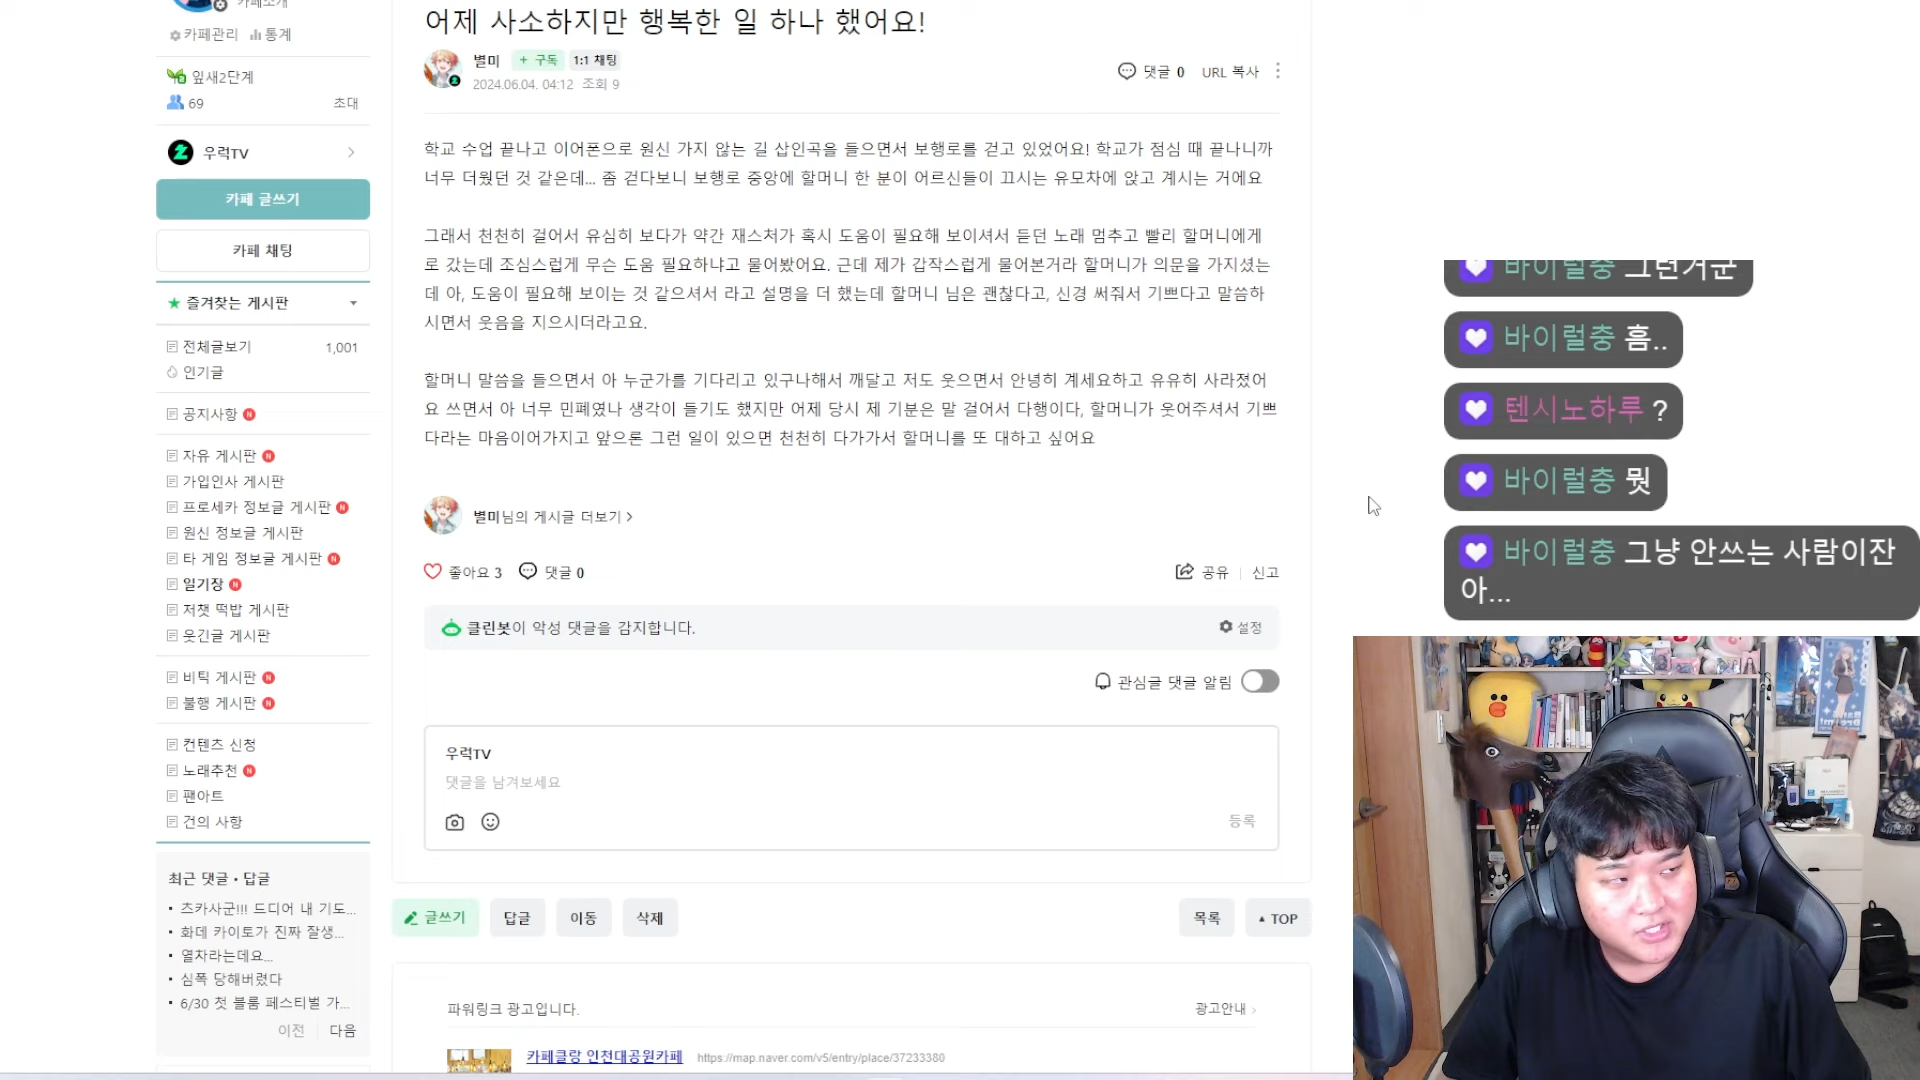 카페소개
카페관리 통계
잎새2단계
69 초대
우럭TV
카페 글쓰기
카페 채팅
즐겨찾는 게시판
전체글보기 1,001
인기글
공지사항 N
자유 게시판 N
가입인사 게시판
프로세카 정보글 게시판 N
원신 정보글 게시판
타 게임 정보글 게시판 N
일기장 N
저챗 떡밥 게시판
웃긴글 게시판
비틱 게시판 N
불행 게시판 N
컨텐츠 신청
노래추천 N
팬아트
건의 사항
최근 댓글 • 답글
츠카사군!!! 드디어 내 기도...
화데 카이토가 진짜 잘생...
열차라는데요...
심폭 당해버렸다
6/30 첫 블룸 페스티벌 가...
이전 다음
어제 사소하지만 행복한 일 하나 했어요!
별미 + 구독 1:1 채팅
2024.06.04. 04:12 조회 9
댓글 0 URL 복사
학교 수업 끝나고 이어폰으로 원신 가지 않는 길 삽인곡을 들으면서 보행로를 걷고 있었어요! 학교가 점심 때 끝나니까
너무 더웠던 것 같은데... 좀 걷다보니 보행로 중앙에 할머니 한 분이 어르신들이 끄시는 유모차에 앉고 계시는 거에요
그래서 천천히 걸어서 유심히 보다가 약간 재스처가 혹시 도움이 필요해 보이셔서 듣던 노래 멈추고 빨리 할머니에게
로 갔는데 조심스럽게 무슨 도움 필요하냐고 물어봤어요. 근데 제가 갑작스럽게 물어본거라 할머니가 의문을 가지셨는
데 아, 도움이 필요해 보이는 것 같으셔서 라고 설명을 더 했는데 할머니 님은 괜찮다고, 신경 써줘서 기쁘다고 말씀하
시면서 웃음을 지으시더라고요.
할머니 말씀을 들으면서 아 누군가를 기다리고 있구나해서 깨달고 저도 웃으면서 안녕히 계세요하고 유유히 사라졌어
요 쓰면서 아 너무 민폐였나 생각이 들기도 했지만 어제 당시 제 기분은 말 걸어서 다행이다, 할머니가 웃어주셔서 기쁘
다라는 마음이어가지고 앞으론 그런 일이 있으면 천천히 다가가서 할머니를 또 대하고 싶어요
별미님의 게시글 더보기
좋아요 3 댓글 0
공유 신고
클린봇이 악성 댓글을 감지합니다. 설정
관심글 댓글 알림
우럭TV
댓글을 남겨보세요
등록
글쓰기 답글 이동 삭제
목록 TOP
파워링크 광고입니다. 광고안내
카페클랑 인천대공원카페 https://map.naver.com/v5/entry/place/37233380
바이럴충 그런거군
바이럴충 흠..
텐시노하루 ?
바이럴충 뭣
바이럴충 그냥 안쓰는 사람이잔
아...